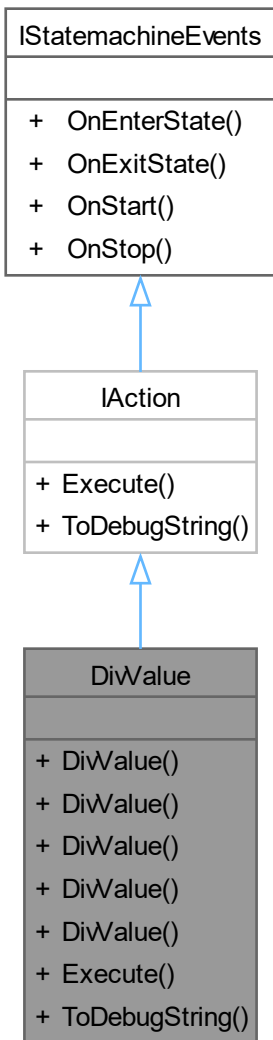 IStatemachineEvents
+ OnEnterState()
+ OnExitState()
+ OnStart()
+ OnStop()
IAction
+ Execute()
+ ToDebugString()
DivValue
+ DivValue()
+ DivValue()
+ DivValue()
+ DivValue()
+ DivValue()
+ Execute()
+ ToDebugString()